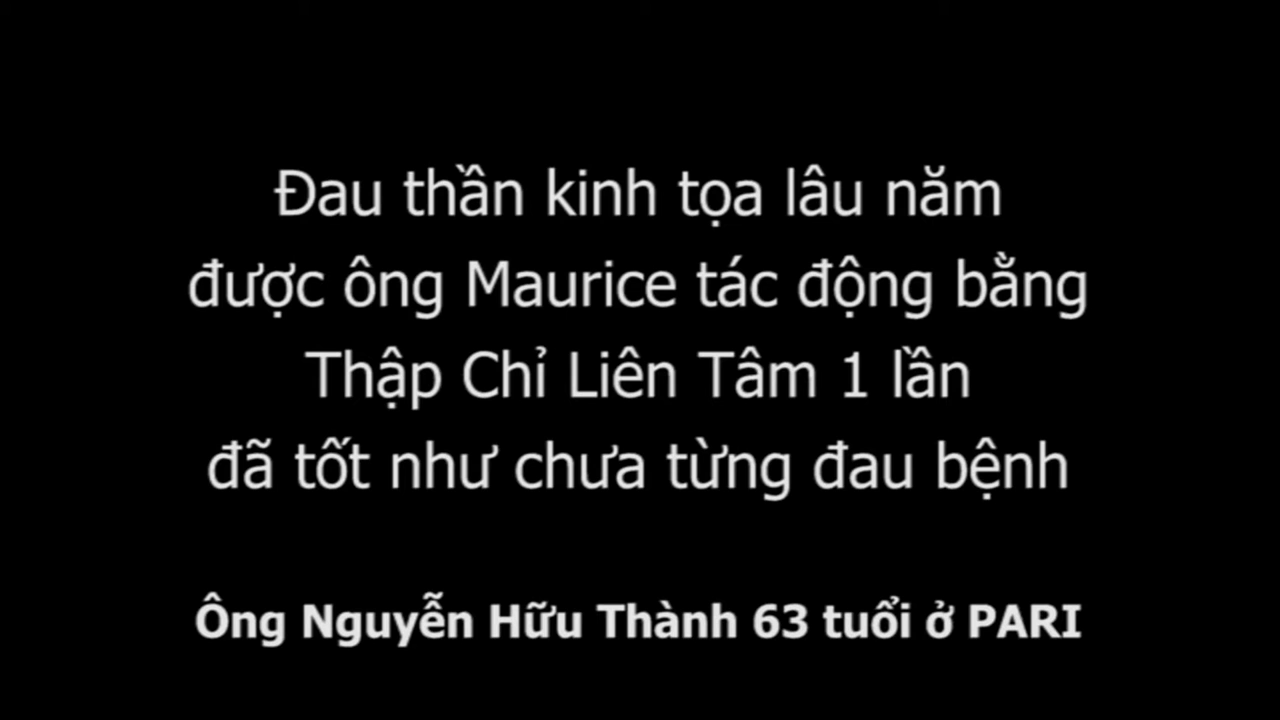 Đau thần kinh tọa lâu năm
được ông Maurice tác động bằng
Thập Chỉ Liên Tâm 1 lần
đã tốt như chưa từng đau bệnh
Ông Nguyễn Hữu Thành 63 tuổi ở PARI